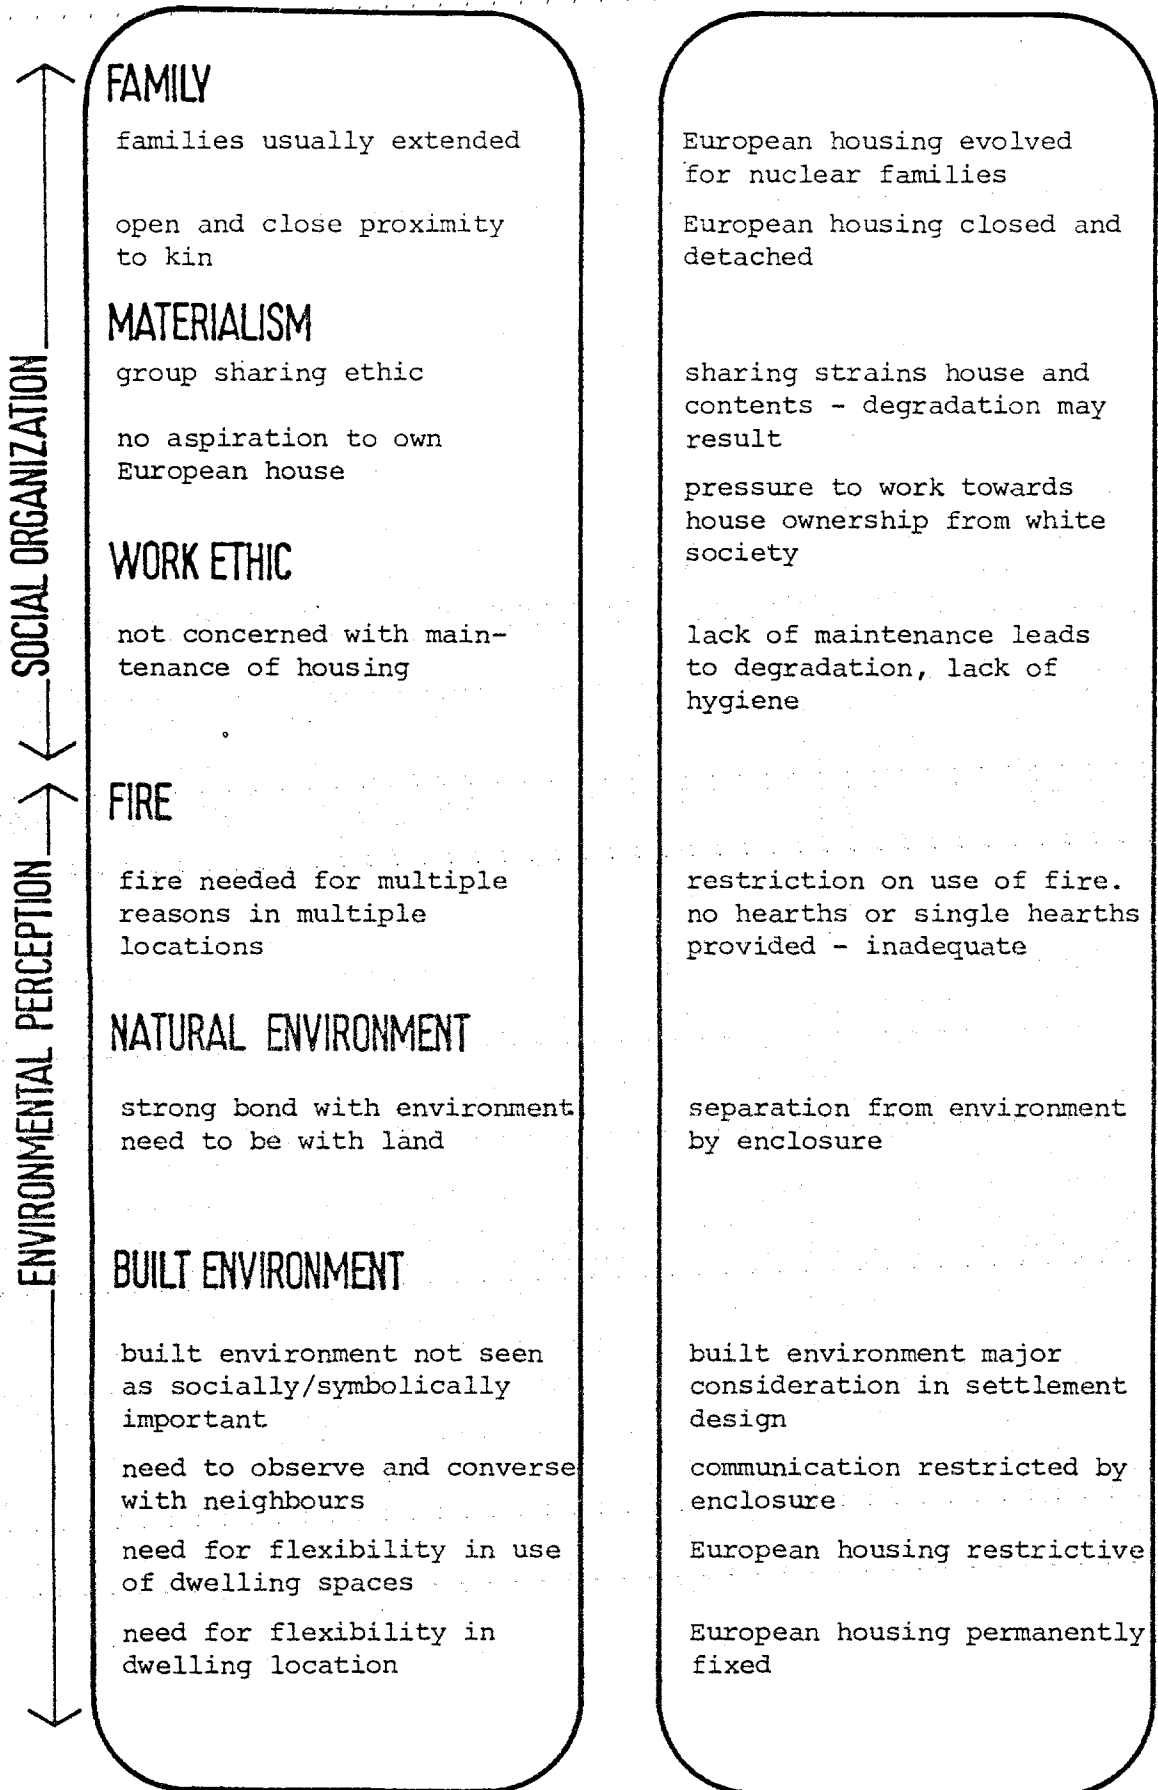 SOCIAL ORGANIZATION
ENVIRONMENTAL PERCEPTION
FAMILY
families usually extended
open and close proximity
to kin
MATERIALISM
group sharing ethic
no aspiration to own
European house
WORK ETHIC
not concerned with main-
tenance of housing
FIRE
fire needed for multiple
reasons in multiple
locations
NATURAL ENVIRONMENT
strong bond with environment
need to be with land
BUILT ENVIRONMENT
built environment not seen
as socially/symbolically
important
need to observe and converse
with neighbours
need for flexibility in use
of dwelling spaces
need for flexibility in
dwelling location
European housing evolved
for nuclear families
European housing closed and
detached
sharing strains house and
contents - degradation may
result
pressure to work towards
house ownership from white
society
lack of maintenance leads
to degradation, lack of
hygiene
restriction on use of fire.
no hearths or single hearths
provided - inadequate
separation from environment
by enclosure
built environment major
consideration in settlement
design
communication restricted by
enclosure
European housing restrictive
European housing permanently
fixed